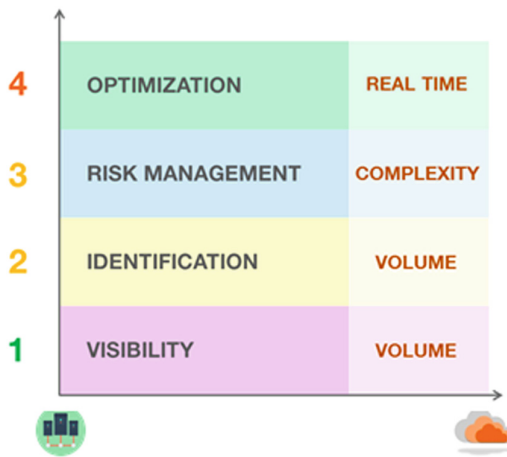 4 OPTIMIZATION REAL TIME
3 RISK MANAGEMENT COMPLEXITY
2 IDENTIFICATION VOLUME
1 VISIBILITY VOLUME